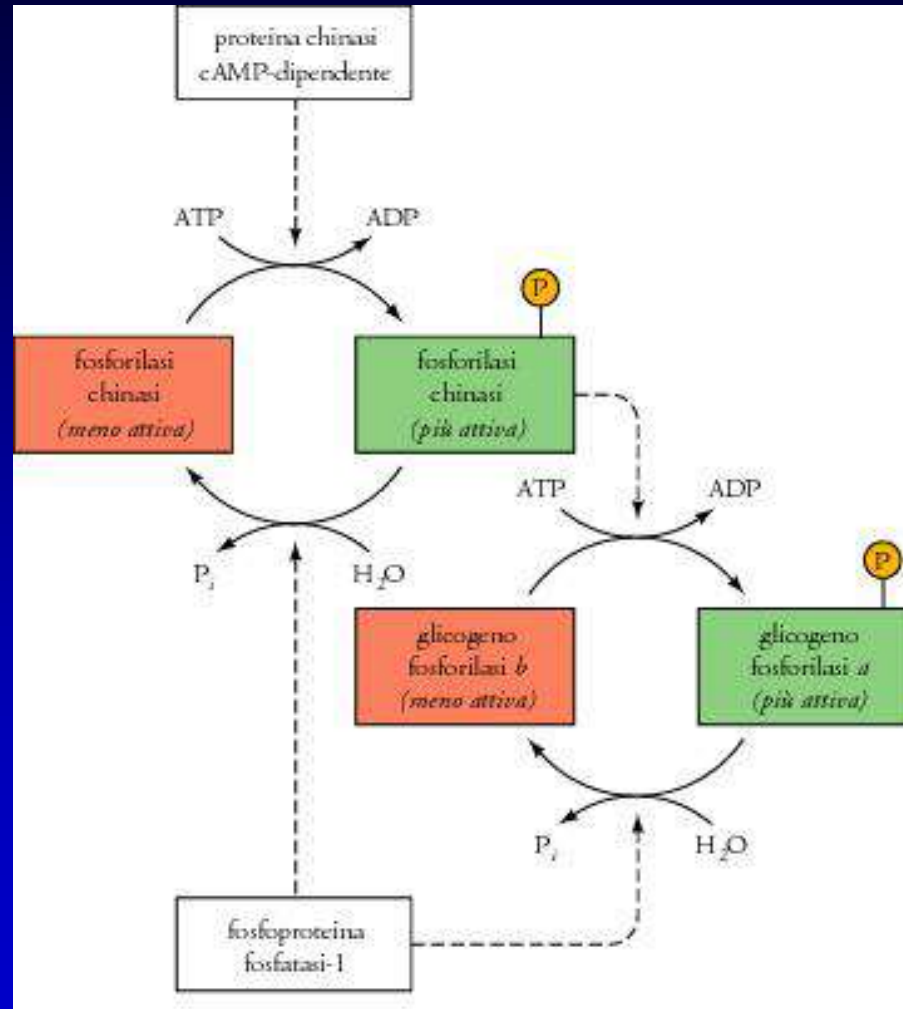 proteina chinasi
cAMP-dipendente
ATP
ADP
P
fosforilasi
chinasi
(meno attiva)
fosforilasi
chinasi
(più attiva)
ATP
ADP
Pi
H2O
P
glicogeno
fosforilasi b
(meno attiva)
glicogeno
fosforilasi a
(più attiva)
Pi
H2O
fosfoproteina
fosfatasi-1